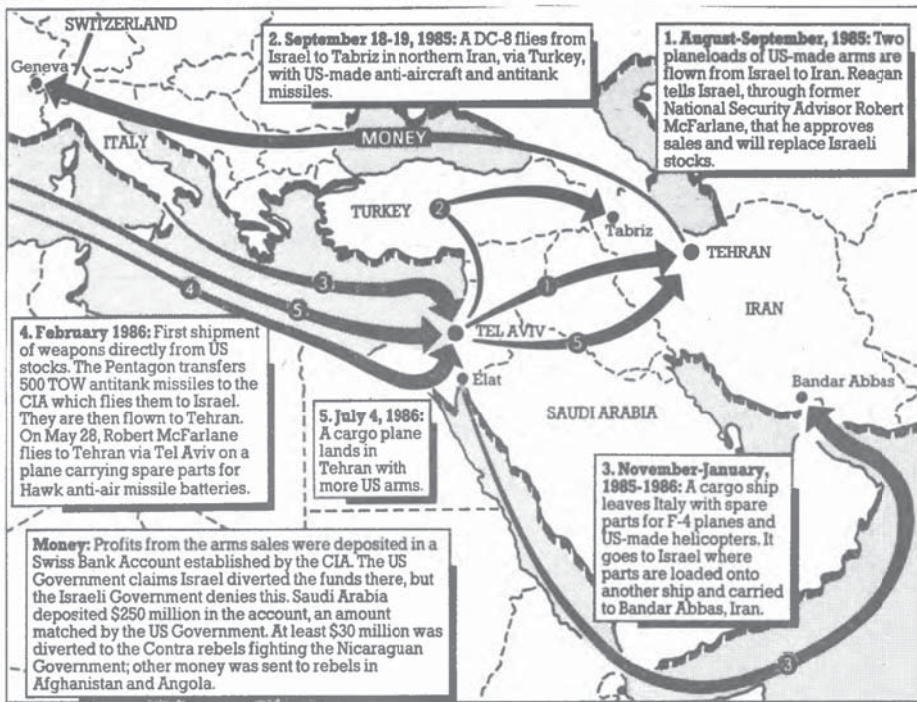 SWITZERLAND
Geneva
ITALY
MONEY
TURKEY
2
Tabriz
TEHRAN
1
3
4
5
TEL AVIV
5
IRAN
Elat
SAUDI ARABIA
Bandar Abbas
3
2. September 18-19, 1985: A DC-8 flies from
Israel to Tabriz in northern Iran, via Turkey,
with US-made anti-aircraft and antitank
missiles.
1. August-September, 1985: Two
planeloads of US-made arms are
flown from Israel to Iran. Reagan
tells Israel, through former
National Security Advisor Robert
McFarlane, that he approves
sales and will replace Israeli
stocks.
4. February 1986: First shipment
of weapons directly from US
stocks. The Pentagon transfers
500 TOW antitank missiles to the
CIA which flies them to Israel.
They are then flown to Tehran.
On May 28, Robert McFarlane
flies to Tehran via Tel Aviv on a
plane carrying spare parts for
Hawk anti-air missile batteries.
5. July 4, 1986:
A cargo plane
lands in
Tehran with
more US arms.
3. November-January,
1985-1986: A cargo ship
leaves Italy with spare
parts for F-4 planes and
US-made helicopters. It
goes to Israel where
parts are loaded onto
another ship and carried
to Bandar Abbas, Iran.
Money: Profits from the arms sales were deposited in a
Swiss Bank Account established by the CIA. The US
Government claims Israel diverted the funds there, but
the Israeli Government denies this. Saudi Arabia
deposited $250 million in the account, an amount
matched by the US Government. At least $30 million was
diverted to the Contra rebels fighting the Nicaraguan
Government; other money was sent to rebels in
Afghanistan and Angola.